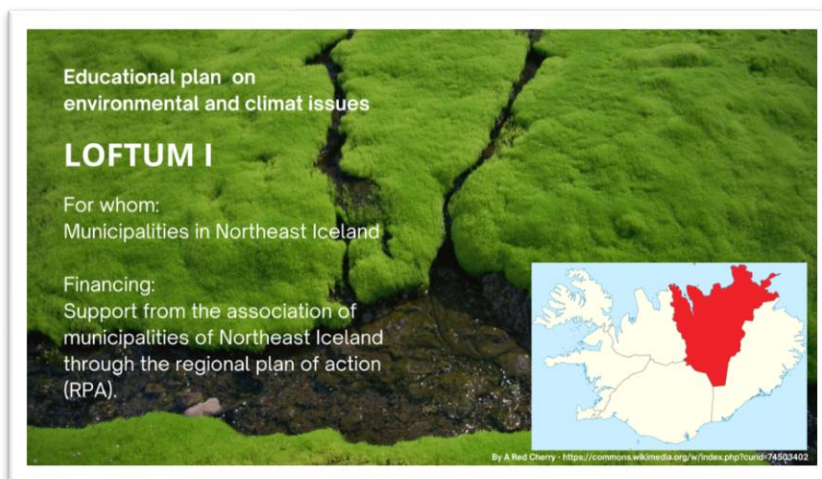 Educational plan on
environmental and climat issues
LOFTUM I
For whom:
Municipalities in Northeast Iceland
Financing:
Support from the association of
municipalities of Northeast Iceland
through the regional plan of action
(RPA).
By A Red Cherry - https://commons.wikimedia.org/w/index.php?curid=74503402